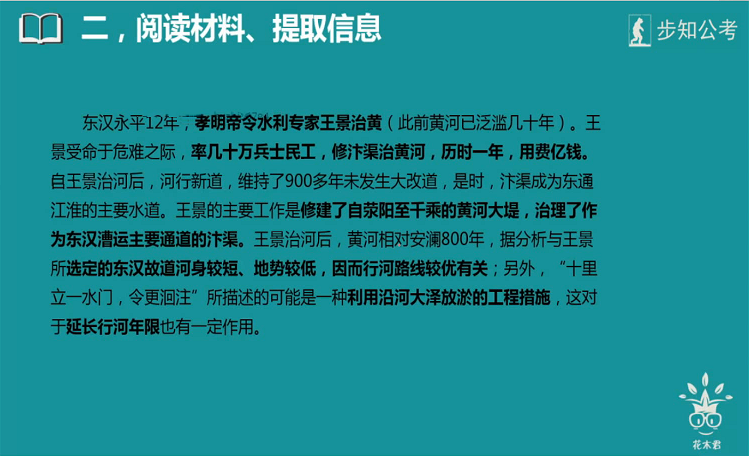 二，阅读材料、提取信息
步知公考
东汉永平12年，孝明帝令水利专家王景治黄（此前黄河已泛滥几十年）。王
景受命于危难之际，率几十万兵士民工，修汴渠治黄河，历时一年，用费亿钱。
自王景治河后，河行新道，维持了900多年未发生大改道，是时，汴渠成为东通
江淮的主要水道。王景的主要工作是修建了自荥阳至千乘的黄河大堤，治理了作
为东汉漕运主要通道的汴渠。王景治河后，黄河相对安澜800年，据分析与王景
所选定的东汉故道河身较短、地势较低，因而行河路线较优有关；另外，“十里
立一水门，令更洄注”所描述的可能是一种利用沿河大泽放淤的工程措施，这对
于延长行河年限也有一定作用。
花木君